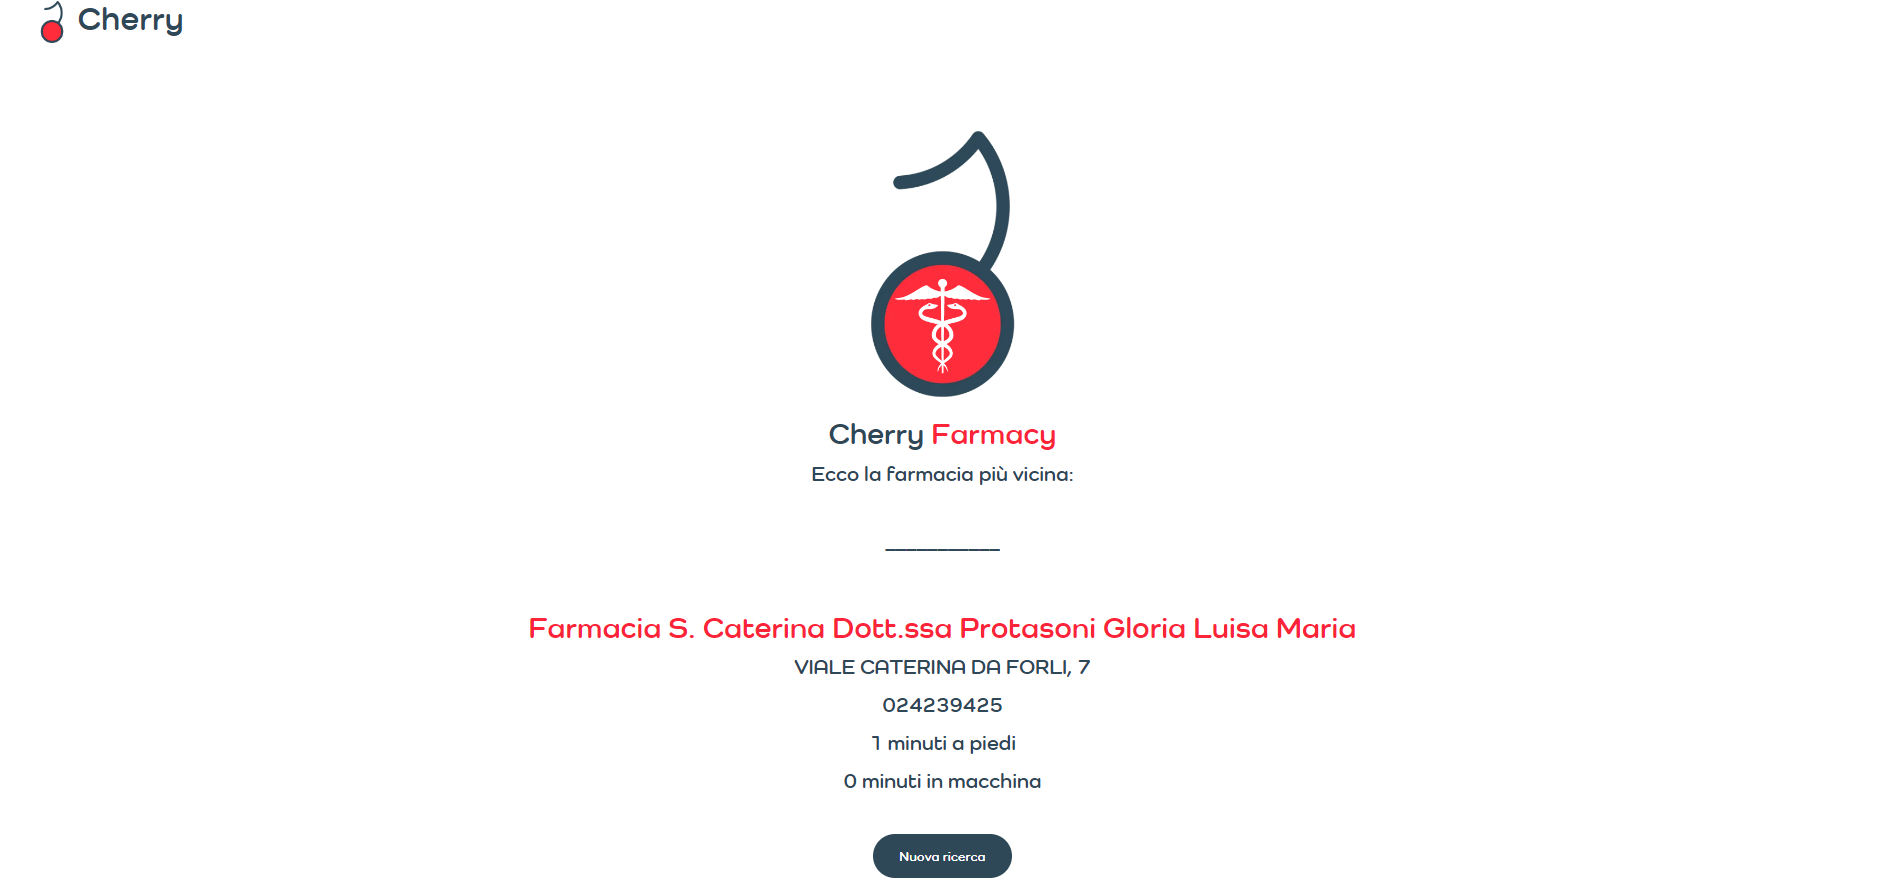 Cherry
Cherry Farmacy
Ecco la farmacia più vicina:
___________
Farmacia S. Caterina Dott.ssa Protasoni Gloria Luisa Maria
VIALE CATERINA DA FORLI, 7
024239425
1 minuti a piedi
0 minuti in macchina
Nuova ricerca